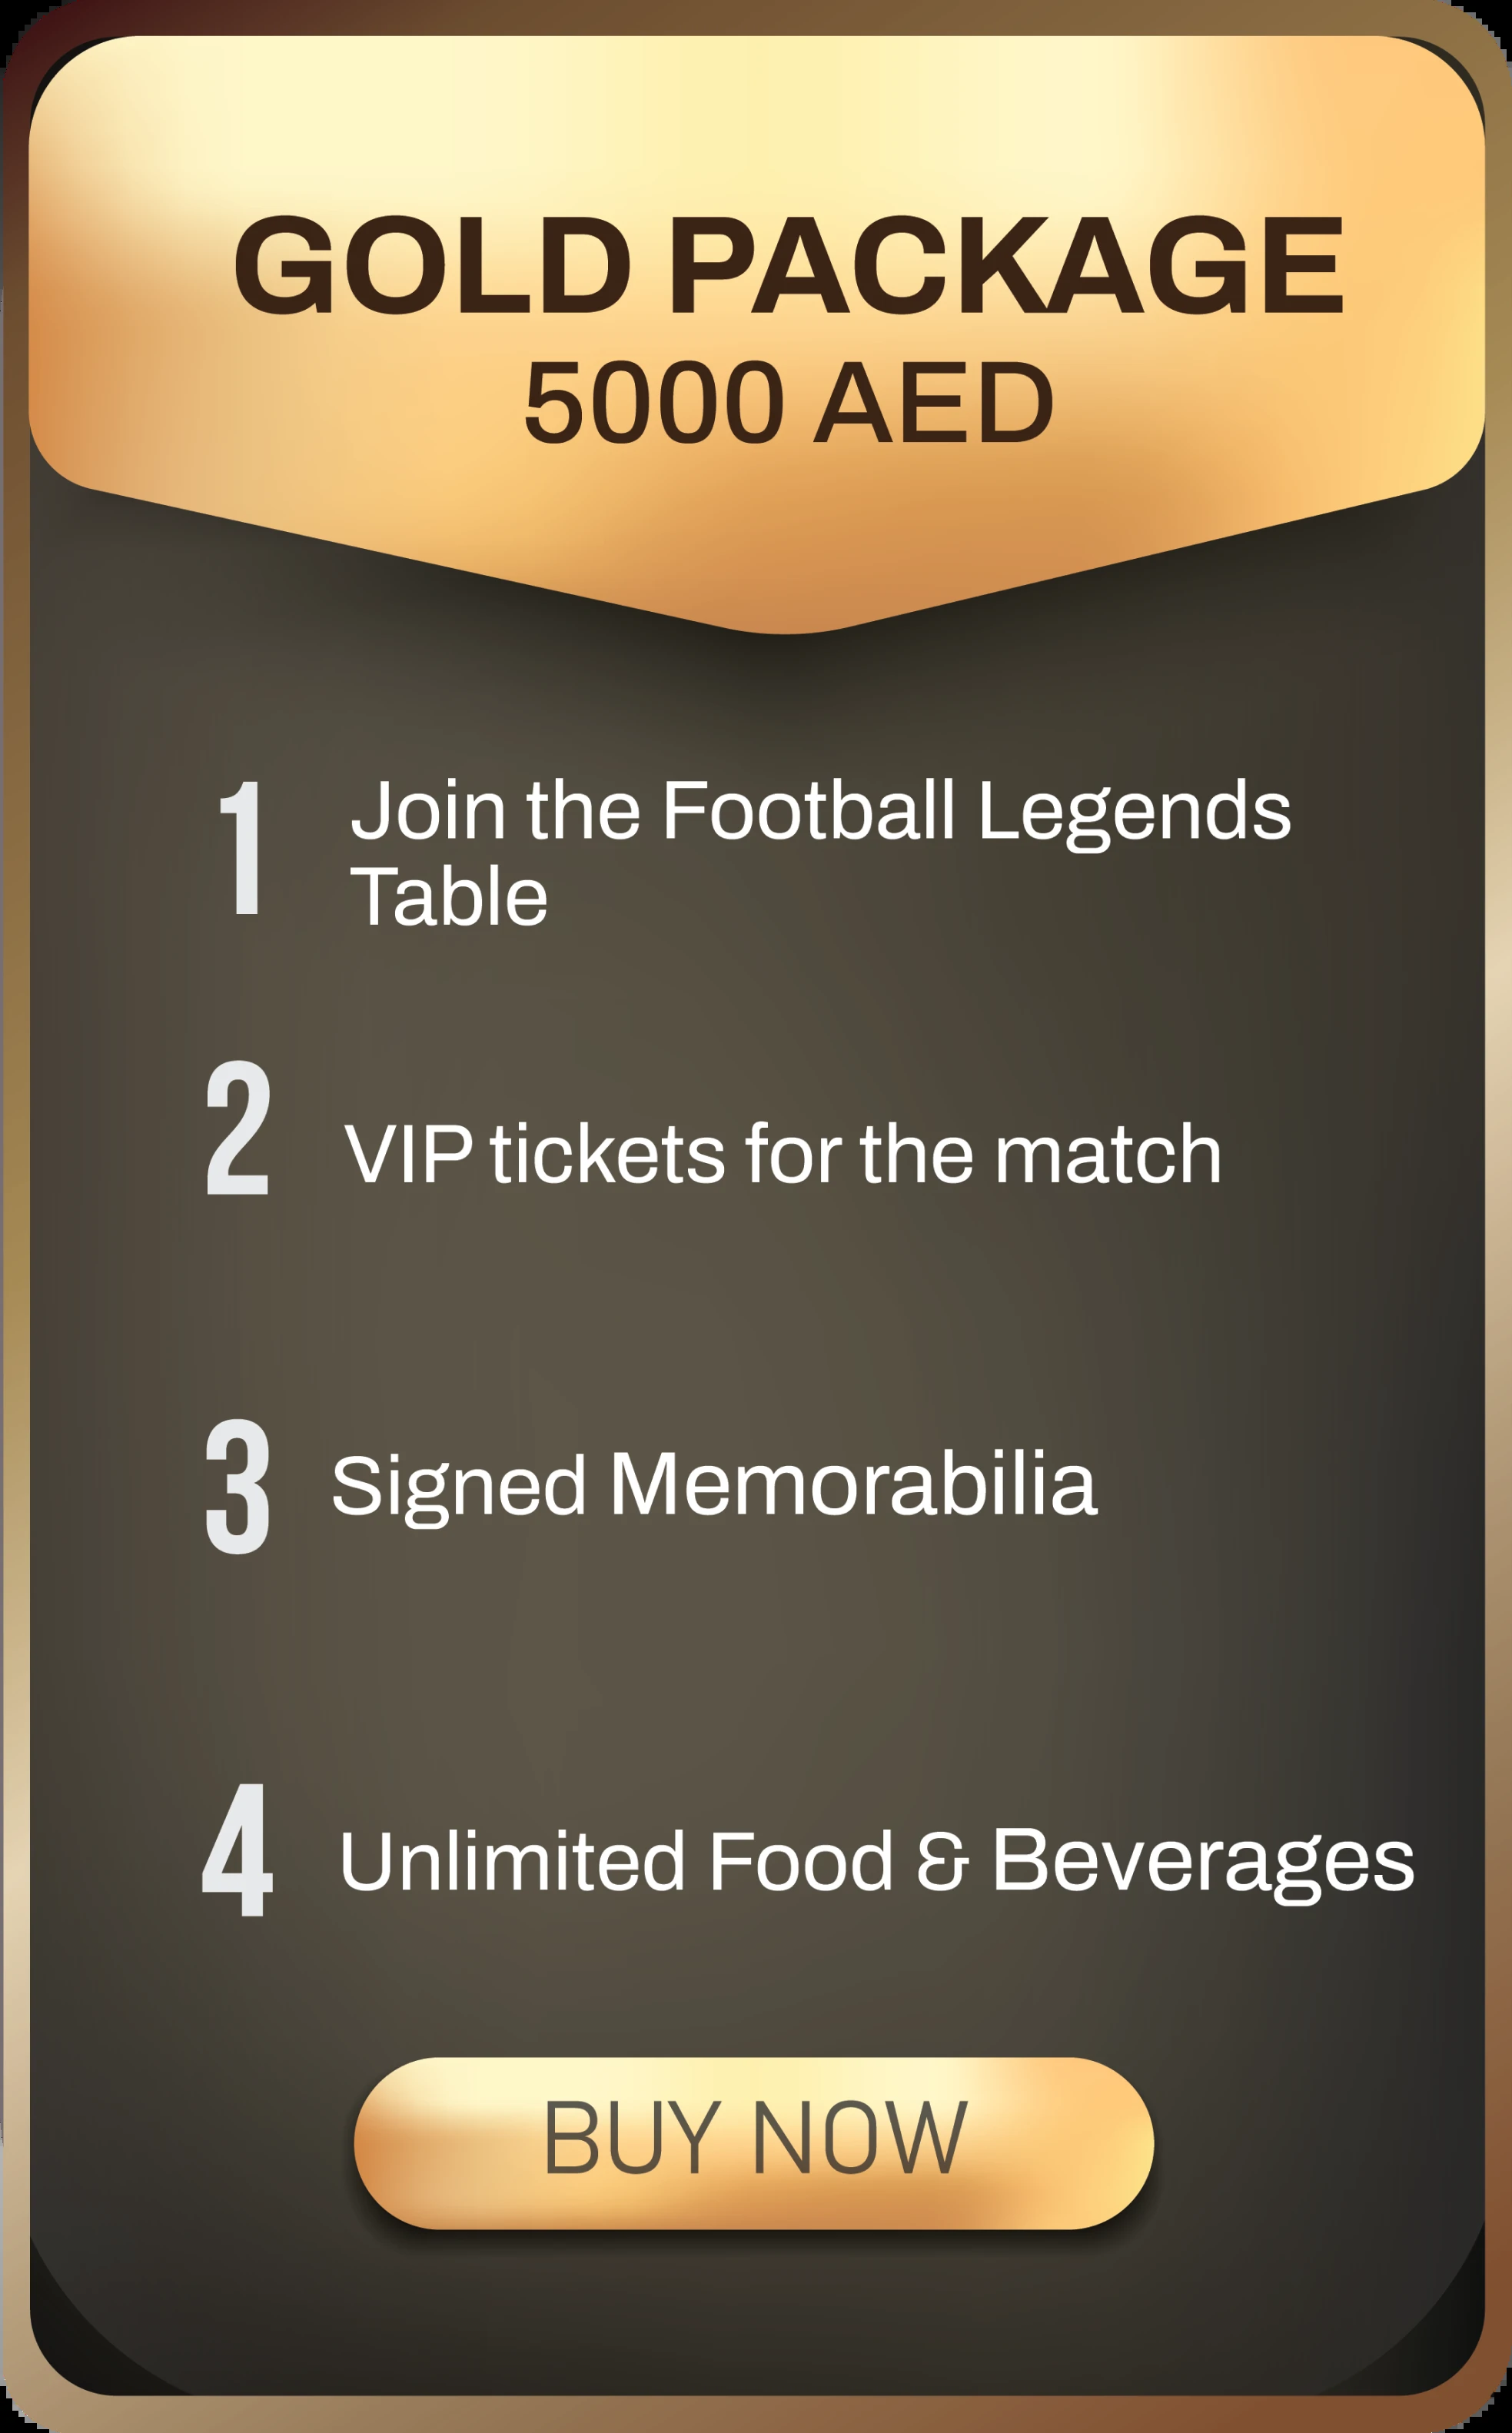 GOLD PACKAGE
5000 AED
1 Join the Football Legends
Table
2 VIP tickets for the match
3 Signed Memorabilia
4 Unlimited Food & Beverages
BUY NOW